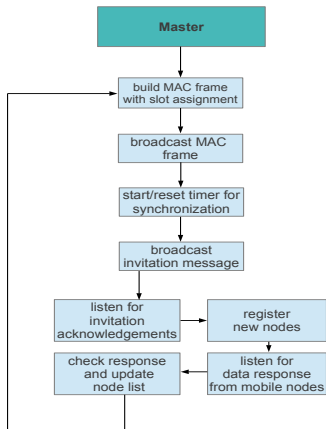 Master
build MAC frame
with slot assignment
broadcast MAC
frame
start/reset timer for
synchronization
broadcast
invitation message
listen for
invitation
acknowledgements
register
new nodes
listen for
data response
from mobile nodes
check response
and update
node list